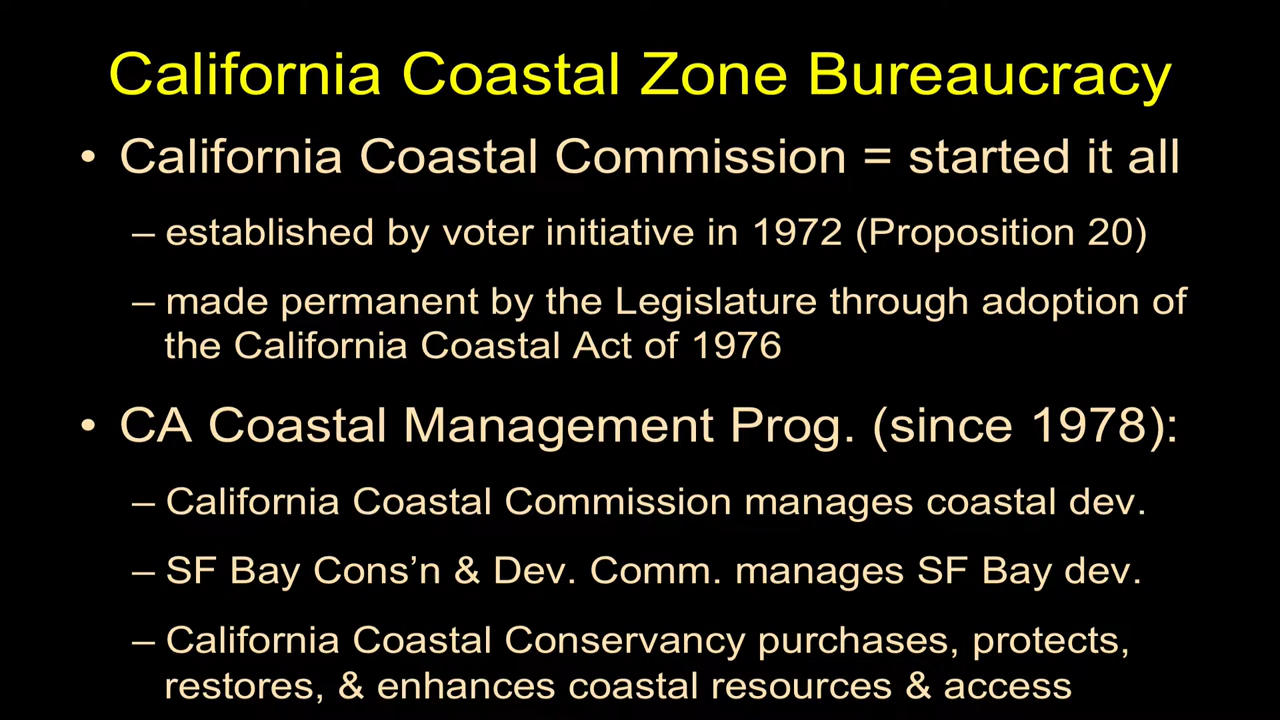 California Coastal Zone Bureaucracy
• California Coastal Commission = started it all
– established by voter initiative in 1972 (Proposition 20)
– made permanent by the Legislature through adoption of
the California Coastal Act of 1976
• CA Coastal Management Prog. (since 1978):
– California Coastal Commission manages coastal dev.
– SF Bay Cons’n & Dev. Comm. manages SF Bay dev.
– California Coastal Conservancy purchases, protects,
restores, & enhances coastal resources & access